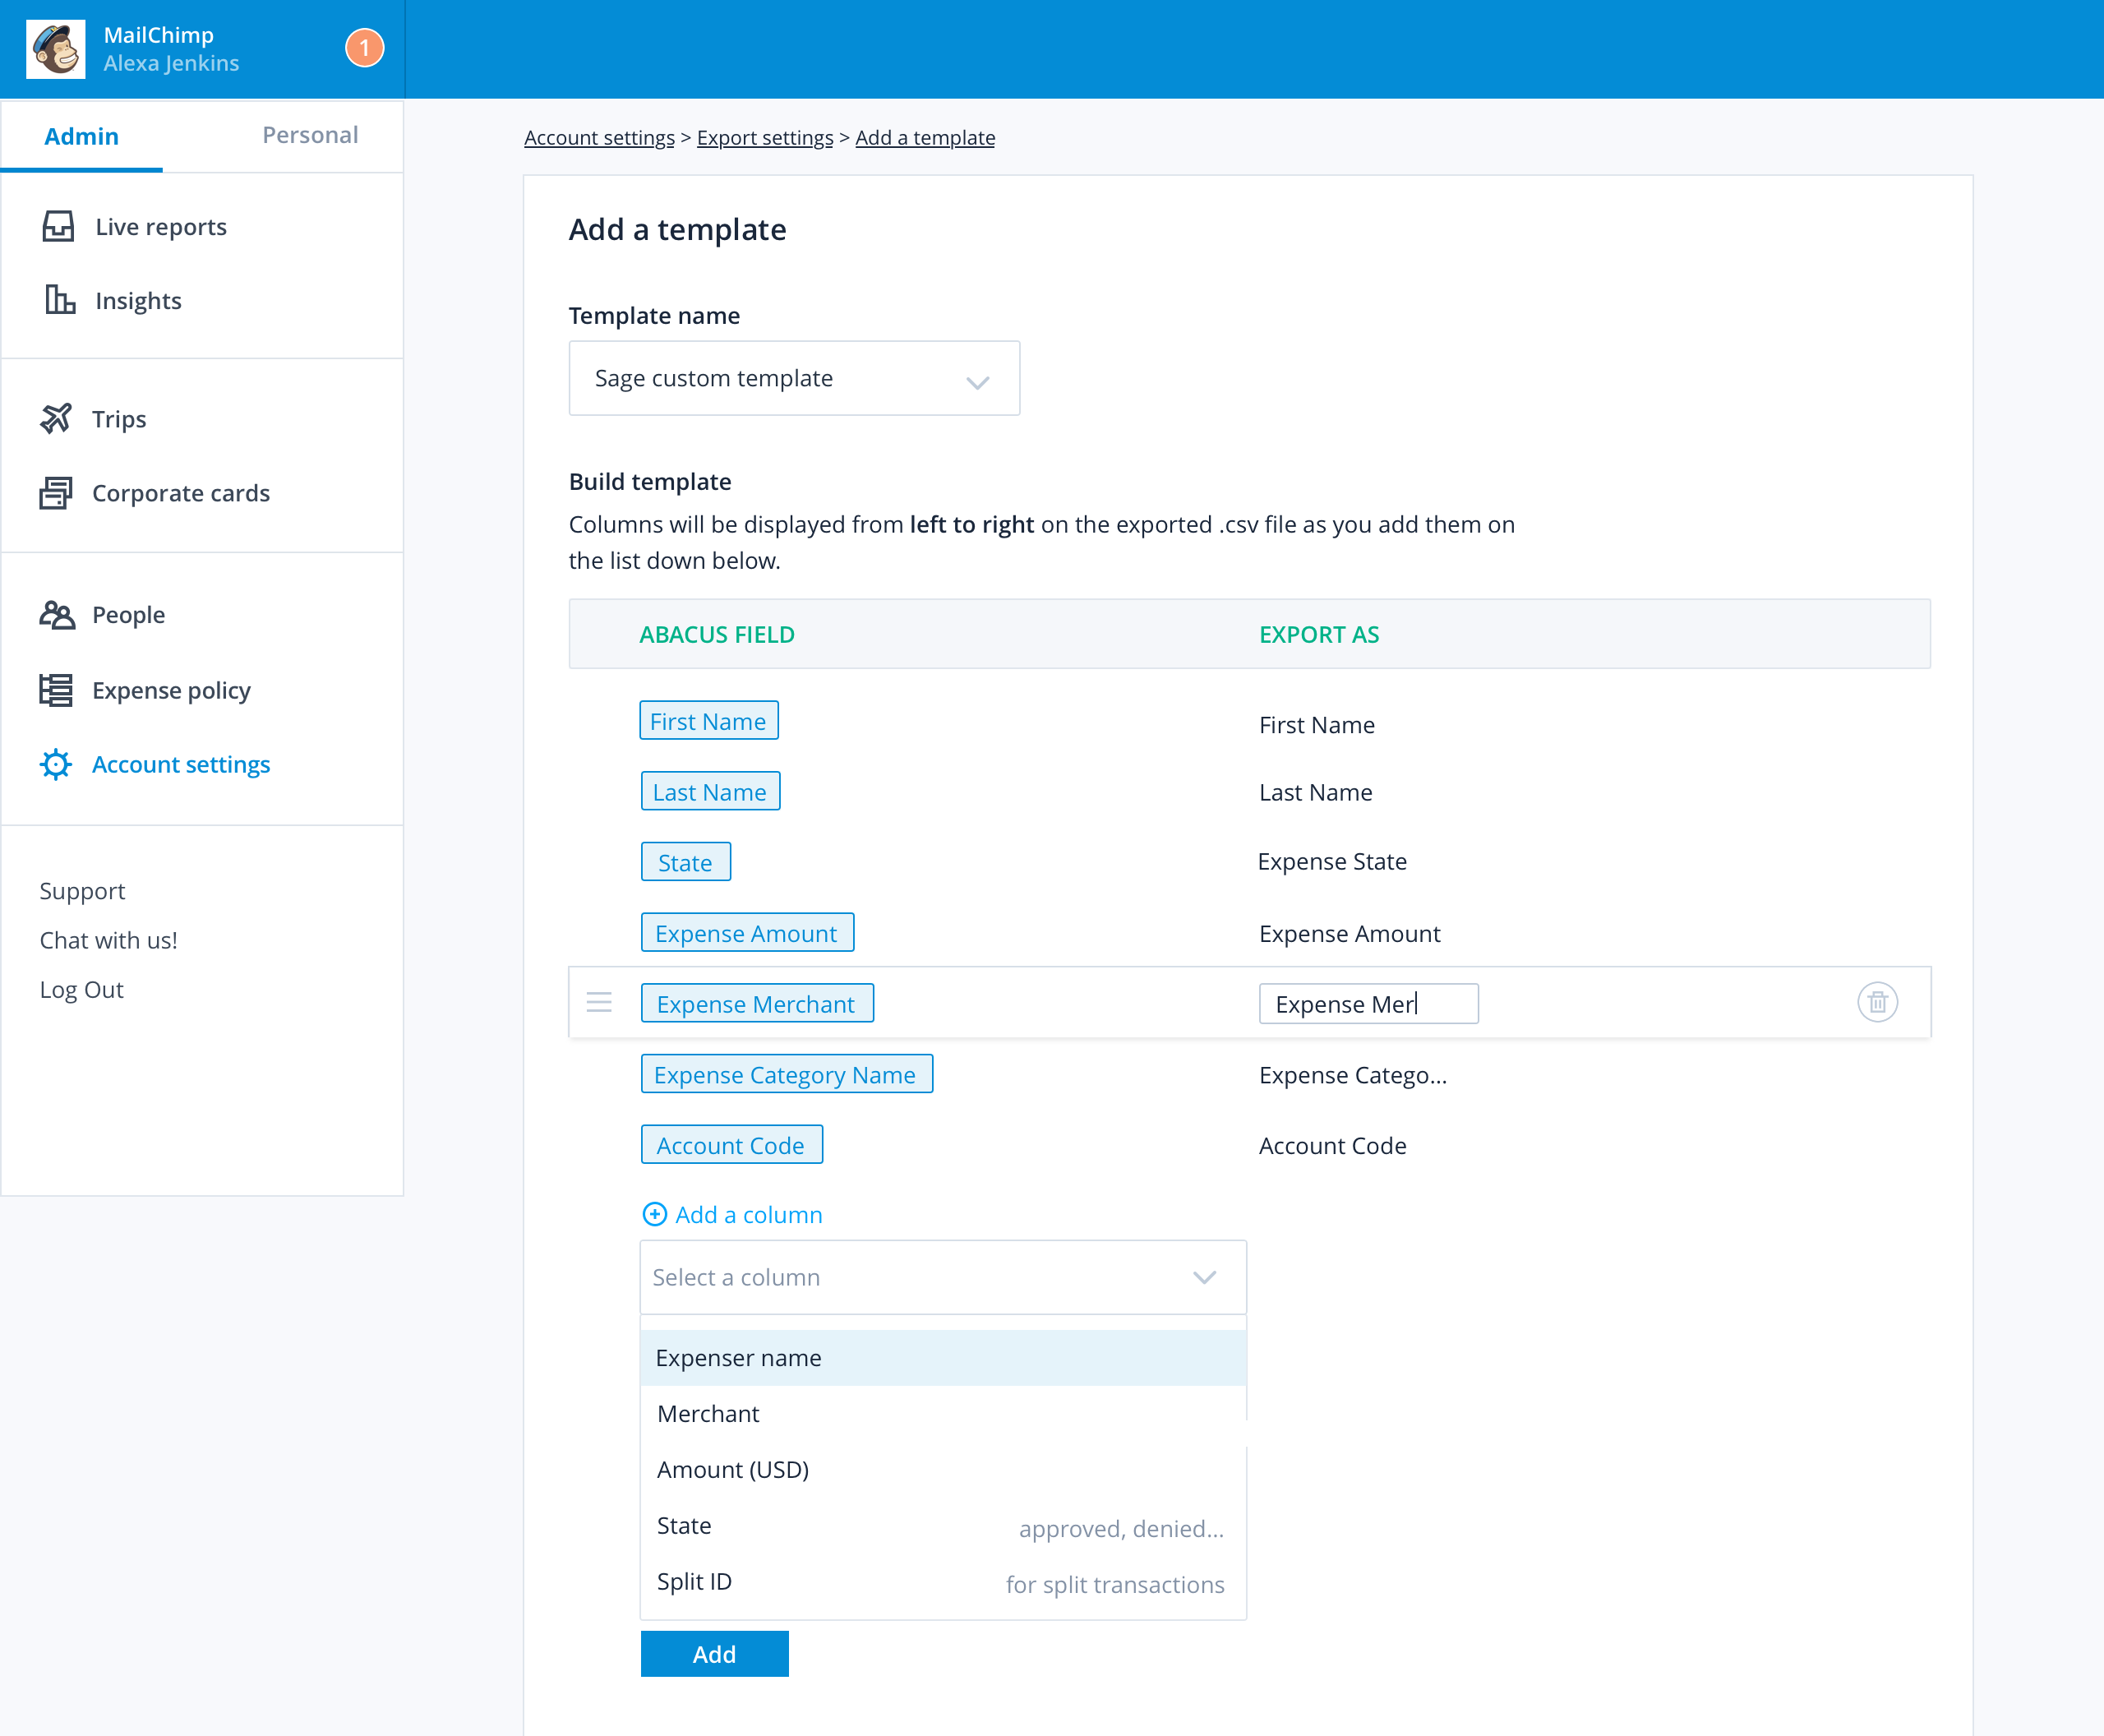 MailChimp
Alexa Jenkins
1
Admin
Personal
Live reports
Insights
Trips
Corporate cards
People
Expense policy
Account settings
Support
Chat with us!
Log Out
Account settings > Export settings > Add a template
Add a template
Template name
Sage custom template
Build template
Columns will be displayed from left to right on the exported .csv file as you add them on
the list down below.
ABACUS FIELD EXPORT AS
First Name First Name
Last Name Last Name
State Expense State
Expense Amount Expense Amount
Expense Merchant Expense Mer
Expense Category Name Expense Catego...
Account Code Account Code
Add a column
Select a column
Expenser name
Merchant
Amount (USD)
State approved, denied...
Split ID for split transactions
Add